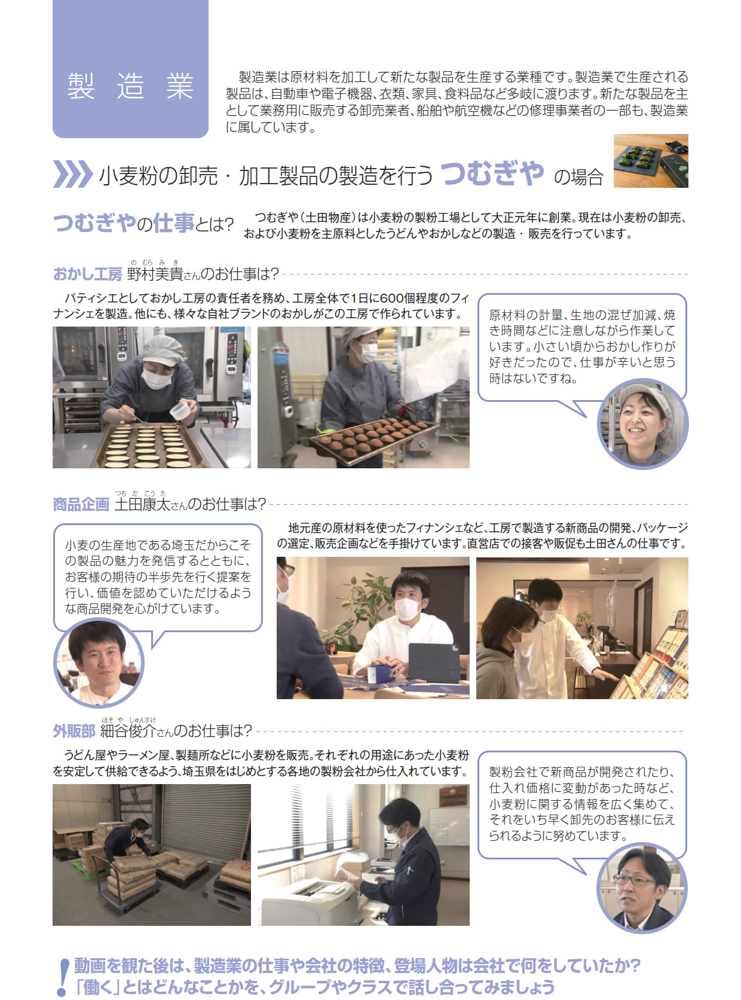 製造業
製造業は原材料を加工して新たな製品を生産する業種です。製造業で生産される
製品は、自動車や電子機器、衣類、家具、食料品など多岐に渡ります。新たな製品を主
として業務用に販売する卸売業者、船舶や航空機などの修理事業者の一部も、製造業
に属しています。
小麦粉の卸売・加工製品の製造を行う つむぎや の場合
つむぎやの仕事とは?
つむぎや(土田物産)は小麦粉の製粉工場として大正元年に創業。現在は小麦粉の卸売、
および小麦粉を主原料としたうどんやおかしなどの製造・販売を行っています。
の むら み き
おかし工房 野村美貴さんのお仕事は?
パティシエとしておかし工房の責任者を務め、工房全体で1日に600個程度のフィ
ナンシェを製造。他にも、様々な自社ブランドのおかしがこの工房で作られています。
原材料の計量、生地の混ぜ加減、焼
き時間などに注意しながら作業して
います。小さい頃からおかし作りが
好きだったので、仕事が辛いと思う
時はないですね。
つち だ こう た
商品企画 土田康太さんのお仕事は?
小麦の生産地である埼玉だからこそ
の製品の魅力を発信するとともに、
お客様の期待の半歩先を行く提案を
行い、価値を認めていただけるよう
な商品開発を心がけています。
地元産の原材料を使ったフィナンシェなど、工房で製造する新商品の開発、パッケージ
の選定、販売企画などを手掛けています。直営店での接客や販促も土田さんの仕事です。
ほそ や しゅんすけ
外販部 細谷俊介さんのお仕事は?
うどん屋やラーメン屋、製麺所などに小麦粉を販売。それぞれの用途にあった小麦粉
を安定して供給できるよう、埼玉県をはじめとする各地の製粉会社から仕入れています。
製粉会社で新商品が開発されたり、
仕入れ価格に変動があった時など、
小麦粉に関する情報を広く集めて、
それをいち早く卸先のお客様に伝え
られるように努めています。
! 動画を観た後は、製造業の仕事や会社の特徴、登場人物は会社で何をしていたか?
「働く」とはどんなことかを、グループやクラスで話し合ってみましょう